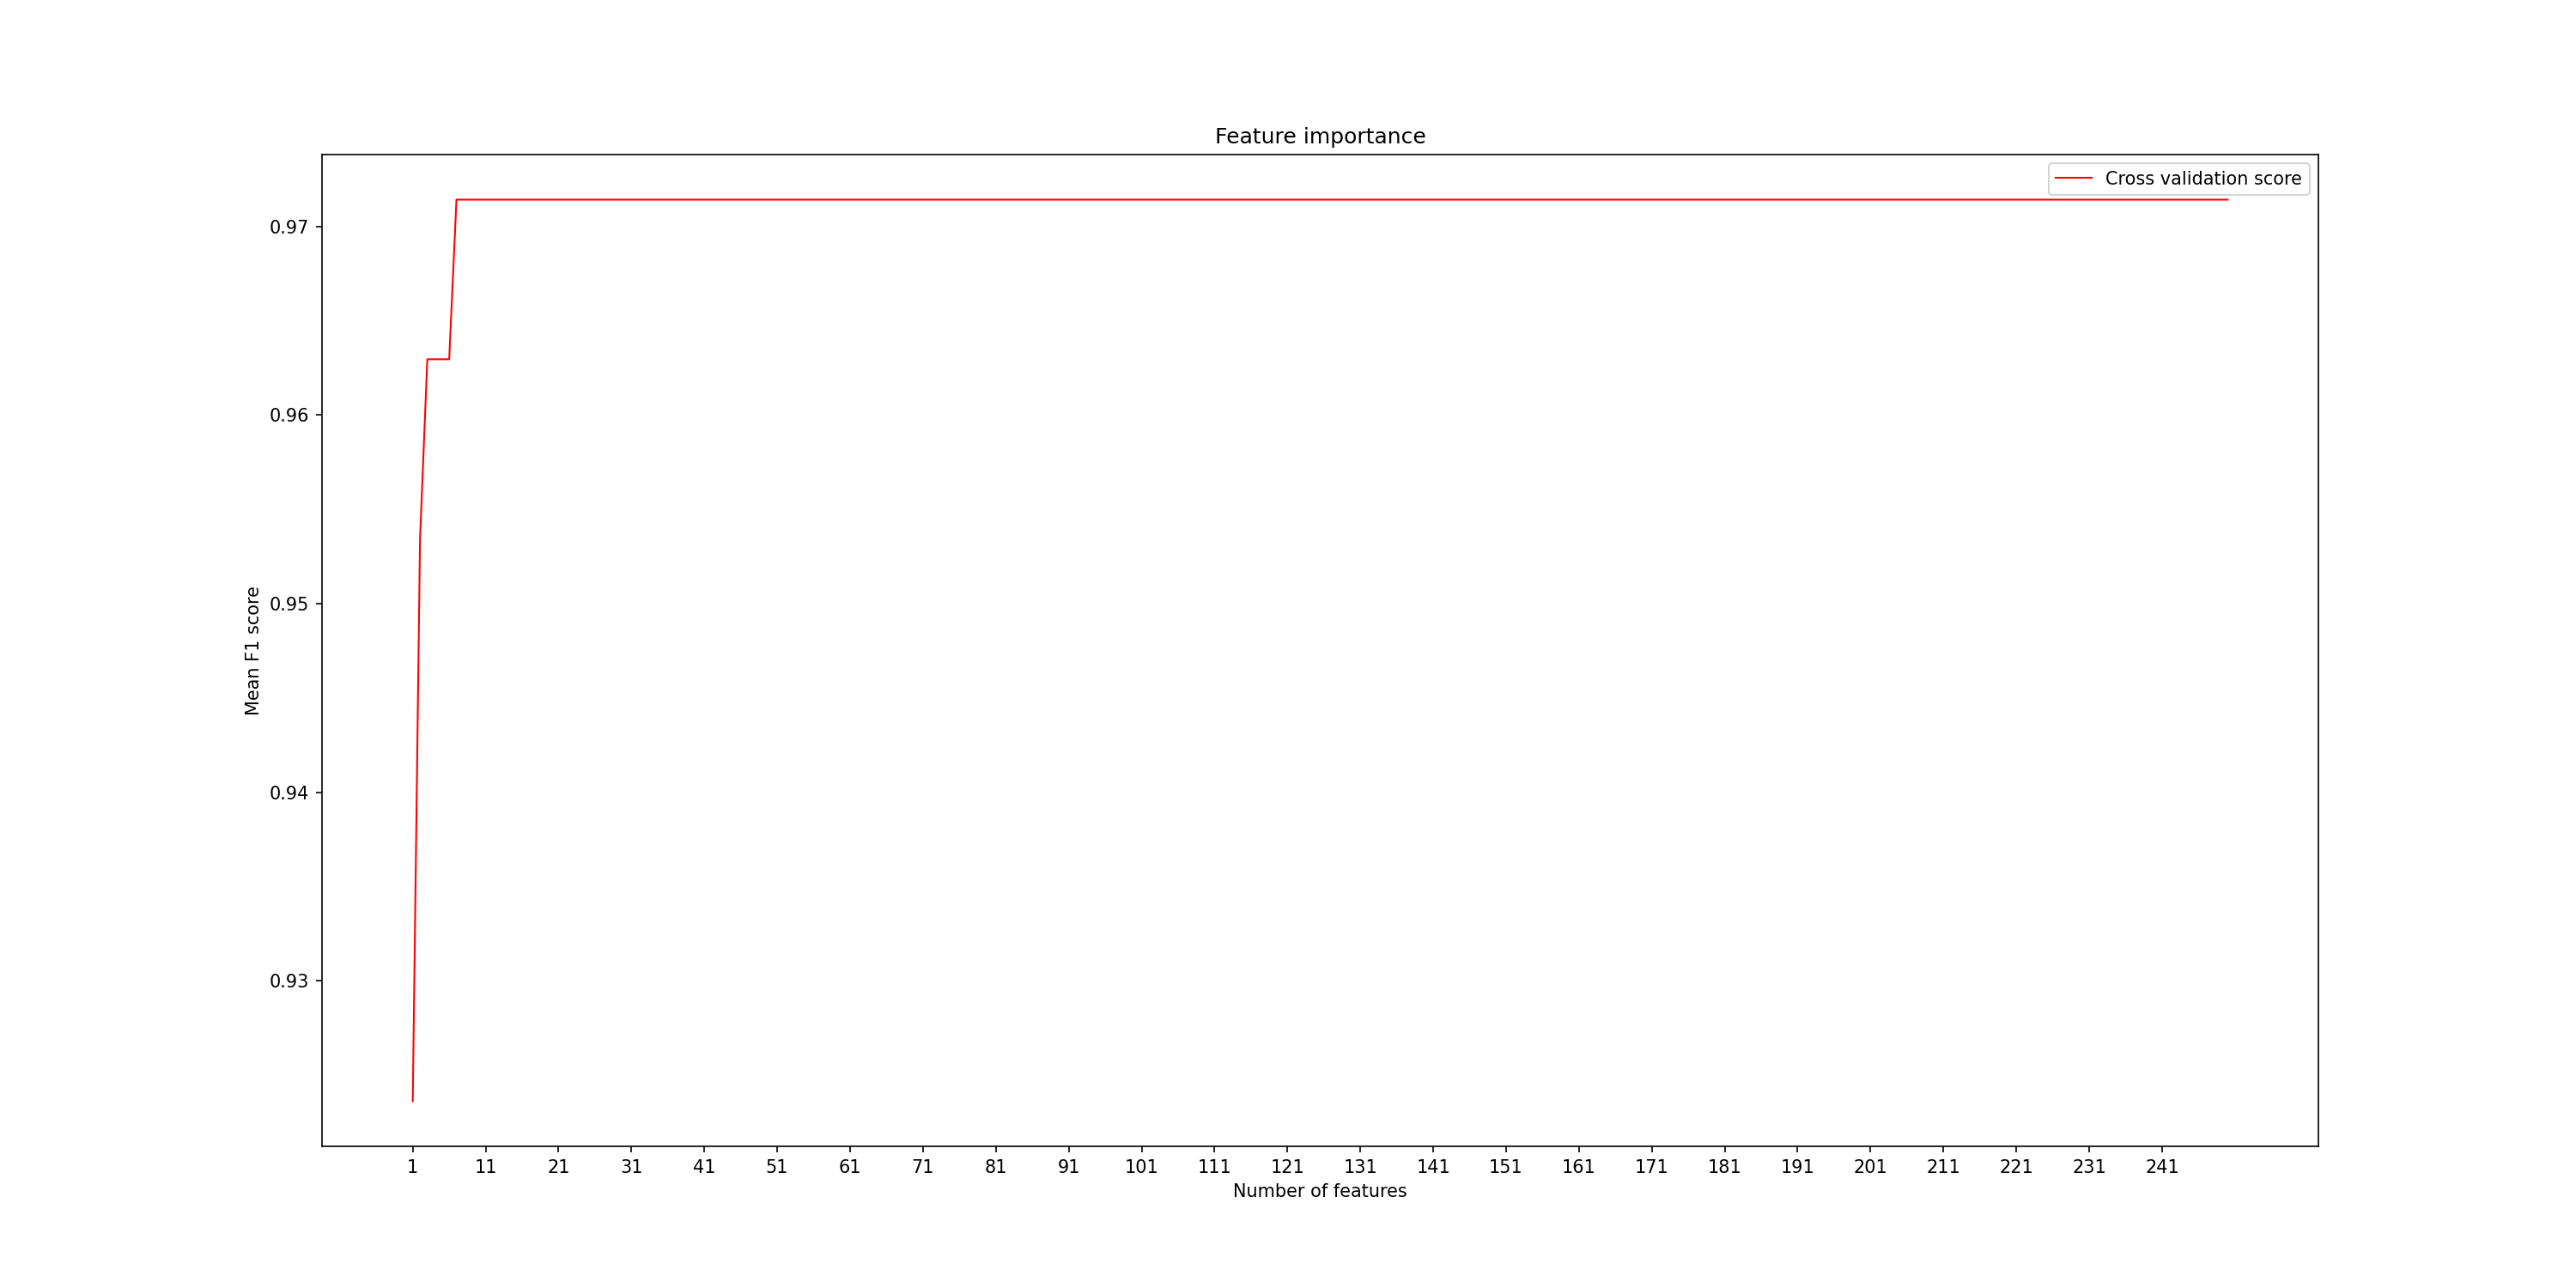 Feature importance
Cross validation score
0.97
0.96
0.95
0.94
0.93
Mean F1 score
1 11 21 31 41 51 61 71 81 91 101 111 121 131 141 151 161 171 181 191 201 211 221 231 241
Number of features